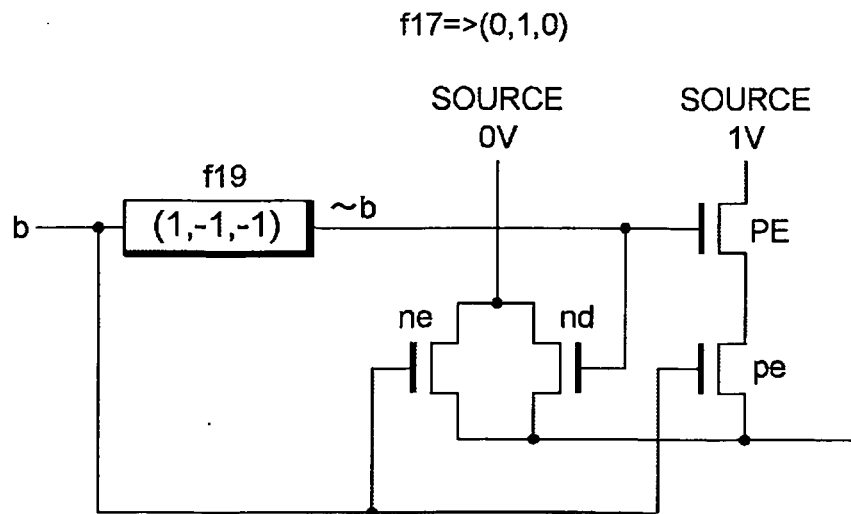 f17=>(0,1,0)
SOURCE
0V
SOURCE
1V
f19
b
(1,-1,-1)
~b
PE
ne
nd
pe